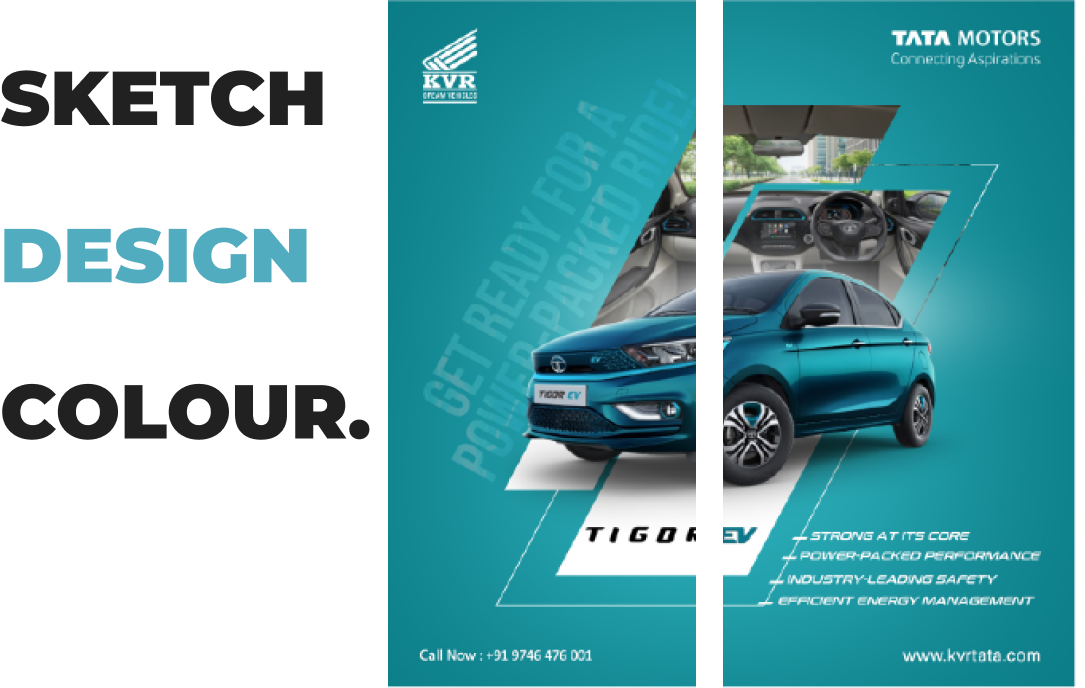 SKETCH
DESIGN
COLOUR.
KVR
DREAM VEHICLES
TATA MOTORS
Connecting Aspirations
GET READY FOR A
POWER-PACKED RIDE!
EV
TIGOR EV
TIGOR EV
STRONG AT ITS CORE
POWER-PACKED PERFORMANCE
INDUSTRY-LEADING SAFETY
EFFICIENT ENERGY MANAGEMENT
Call Now : +91 9746 476 001
www.kvrtata.com